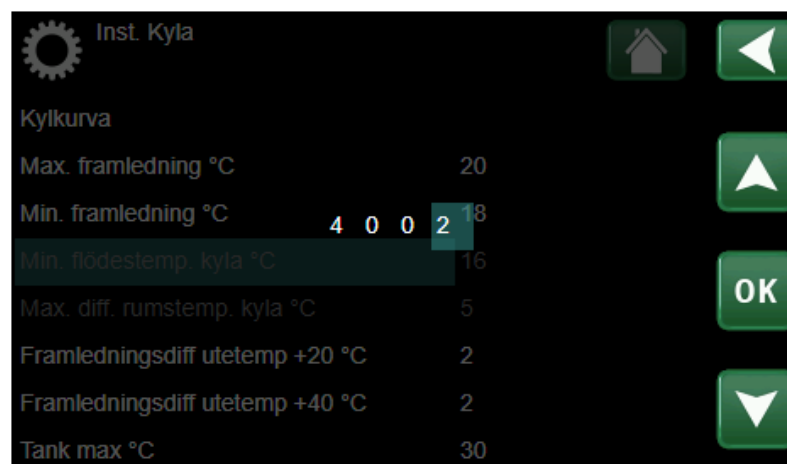 Inst. Kyla
Kylkurva
Max. framledning °C 20
Min. framledning °C 18
4 0 0 2
Min. flödestemp. kyla °C 16
Max. diff. rumstemp. kyla °C 5
OK
Framledningsdiff utetemp +20 °C 2
Framledningsdiff utetemp +40 °C 2
Tank max °C 30